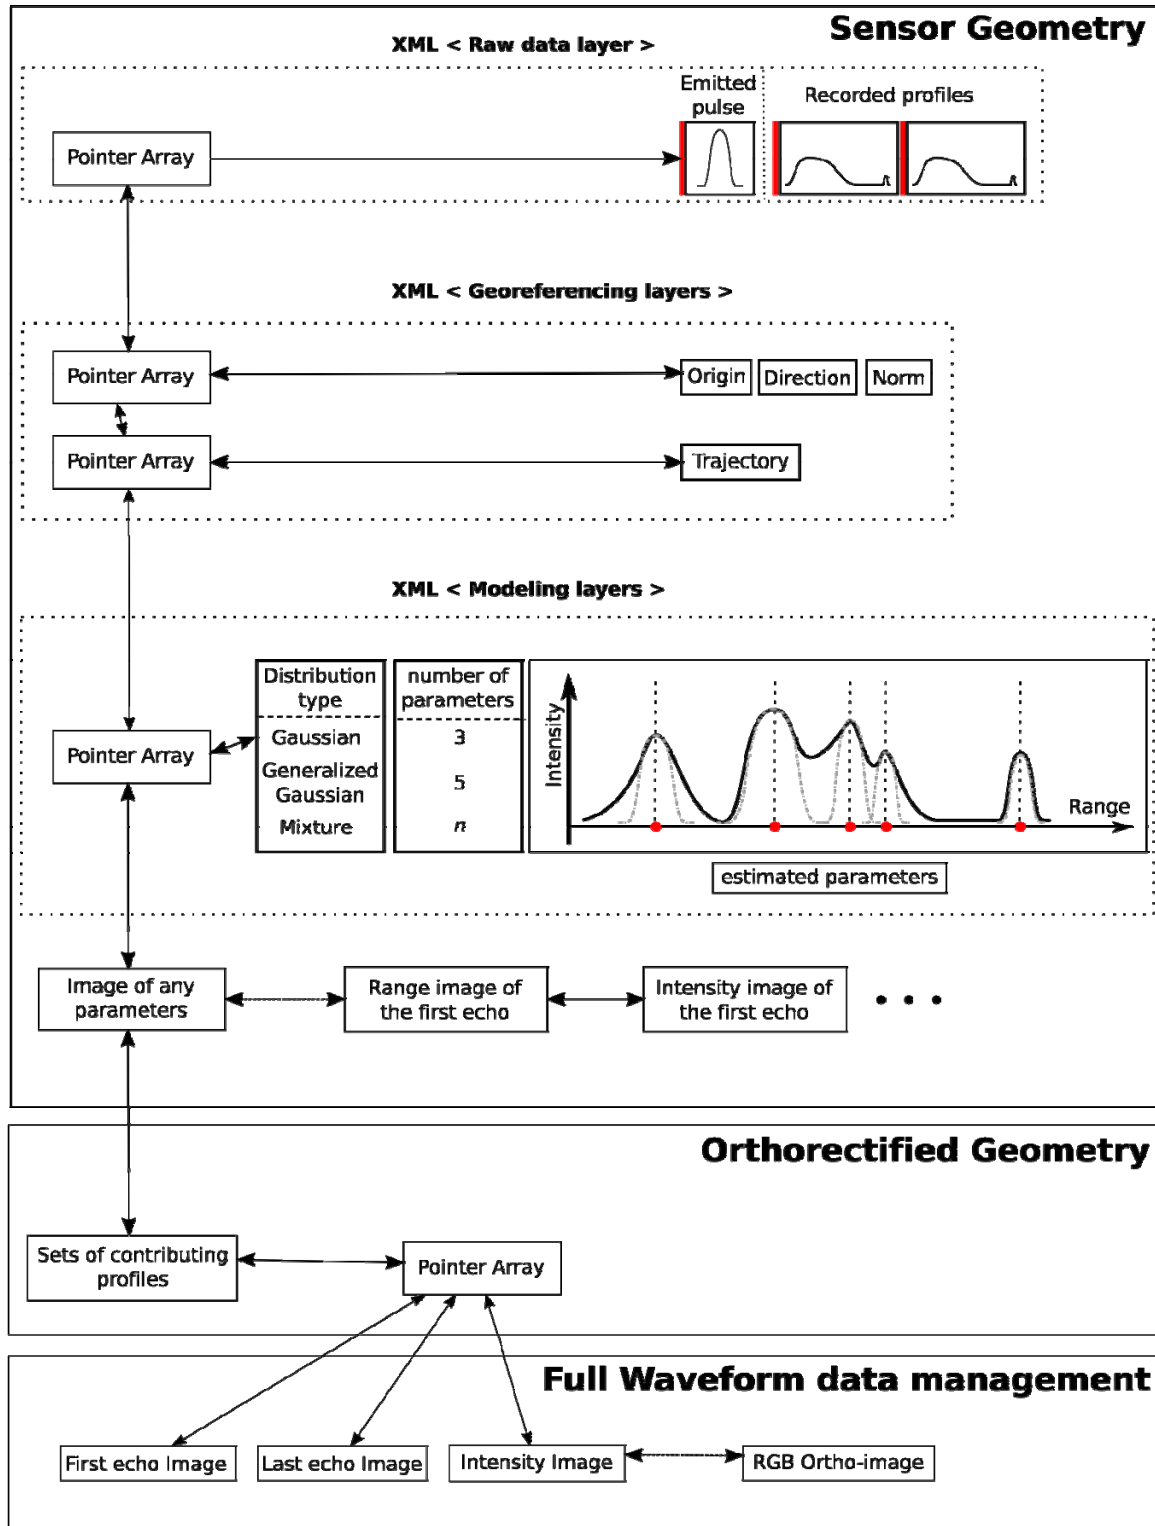 Sensor Geometry
XML < Raw data layer >
Emitted
pulse
Recorded profiles
Pointer Array
XML < Georeferencing layers >
Pointer Array
Origin
Direction
Norm
Pointer Array
Trajectory
XML < Modeling layers >
Distribution
type
number of
parameters
Gaussian
3
Generalized
Gaussian
5
Mixture
n
Pointer Array
Intensity
Range
estimated parameters
Image of any
parameters
Range image of
the first echo
Intensity image of
the first echo
• • •
Orthorectified Geometry
Sets of contributing
profiles
Pointer Array
Full Waveform data management
First echo Image
Last echo Image
Intensity Image
RGB Ortho-image